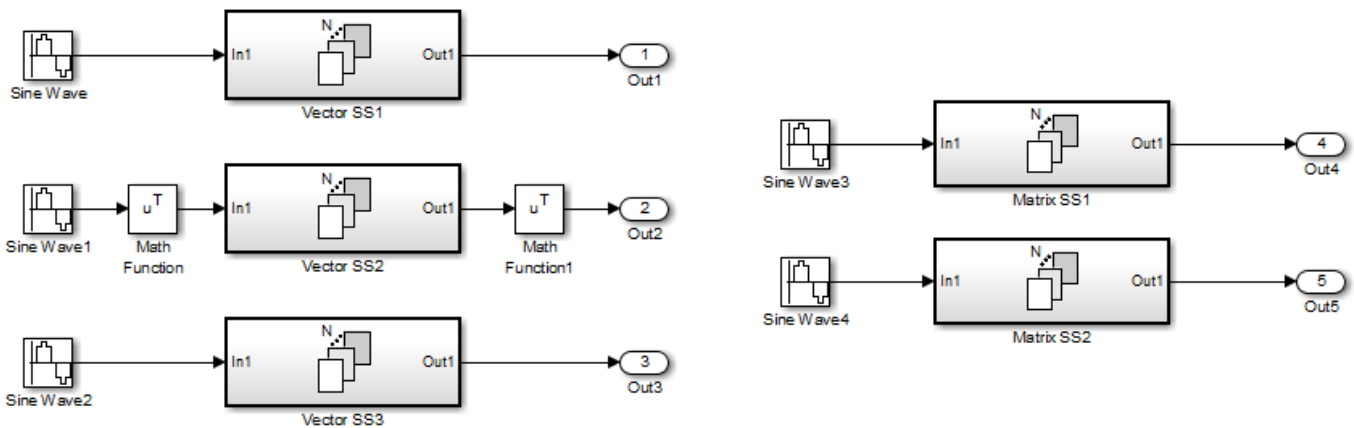 N
In1 Out1
1
Sine Wave
Vector SS1
Out1
N
u^T
In1 Out1
u^T
2
Sine Wave1
Math
Function
Vector SS2
Math
Function1
Out2
N
In1 Out1
3
Sine Wave2
Vector SS3
Out3
N
In1 Out1
4
Sine Wave3
Matrix SS1
Out4
N
In1 Out1
5
Sine Wave4
Matrix SS2
Out5